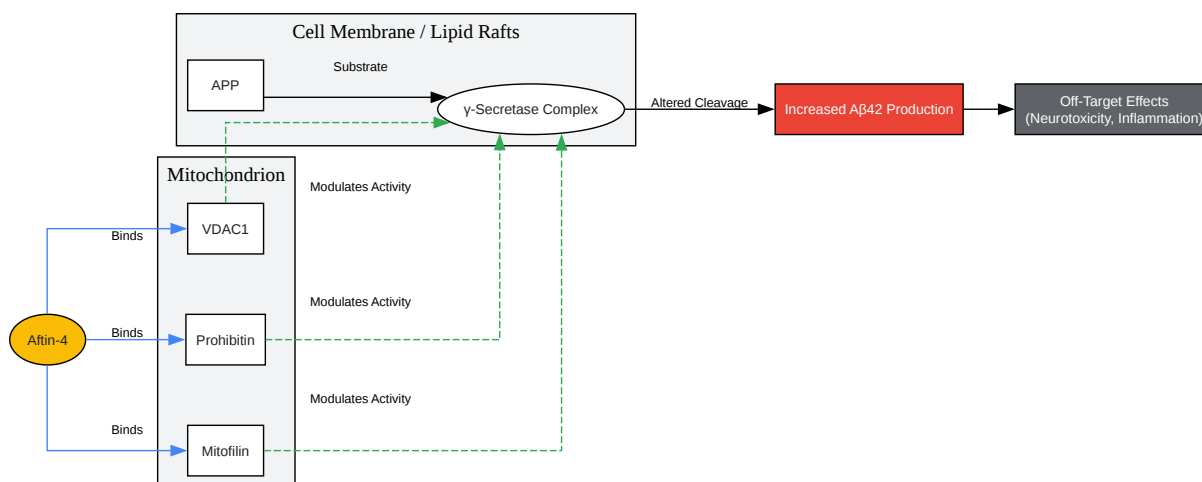 Cell Membrane / Lipid Rafts
Substrate
APP
γ-Secretase Complex
Altered Cleavage
Increased Aβ42 Production
Off-Target Effects
(Neurotoxicity, Inflammation)
Mitochondrion
Modulates Activity
VDAC1
Binds
Modulates Activity
Binds
Aftin-4
Prohibitin
Modulates Activity
Binds
Mitofilin